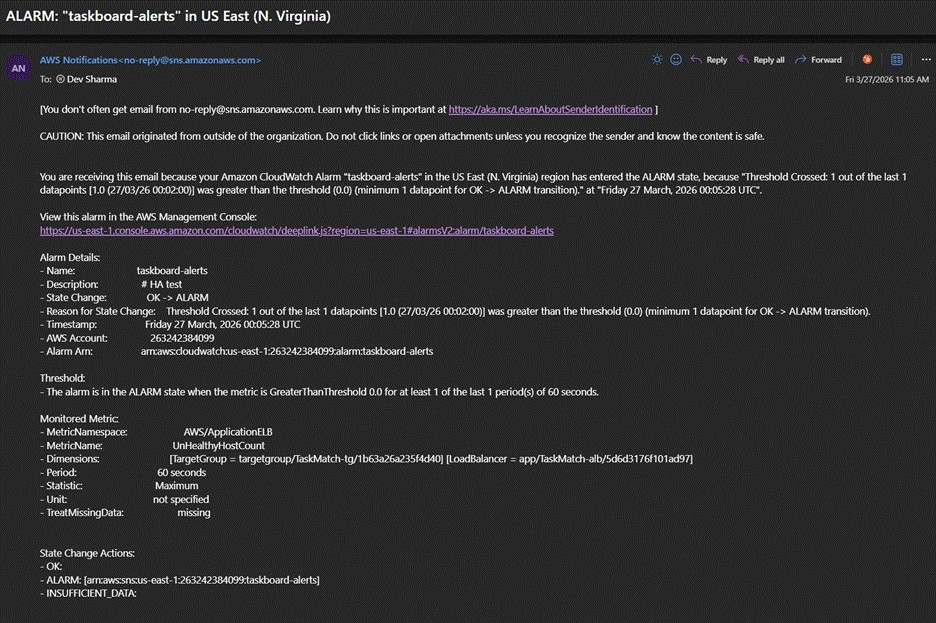 ALARM: "taskboard-alerts" in US East (N. Virginia)
AN
AWS Notifications<no-reply@sns.amazonaws.com>
Reply
Reply all
Forward
To: Dev Sharma
Fri 3/27/2026 11:05 AM
[You don't often get email from no-reply@sns.amazonaws.com. Learn why this is important at https://aka.ms/LearnAboutSenderIdentification ]
CAUTION: This email originated from outside of the organization. Do not click links or open attachments unless you recognize the sender and know the content is safe.
You are receiving this email because your Amazon CloudWatch Alarm "taskboard-alerts" in the US East (N. Virginia) region has entered the ALARM state, because "Threshold Crossed: 1 out of the last 1
datapoints [1.0 (27/03/26 00:02:00)] was greater than the threshold (0.0) (minimum 1 datapoint for OK -> ALARM transition)." at "Friday 27 March, 2026 00:05:28 UTC".
View this alarm in the AWS Management Console:
https://us-east-1.console.aws.amazon.com/cloudwatch/deeplink.js?region=us-east-1#alarmsV2:alarm/taskboard-alerts
Alarm Details:
- Name: taskboard-alerts
- Description: # HA test
- State Change: OK -> ALARM
- Reason for State Change: Threshold Crossed: 1 out of the last 1 datapoints [1.0 (27/03/26 00:02:00)] was greater than the threshold (0.0) (minimum 1 datapoint for OK -> ALARM transition).
- Timestamp: Friday 27 March, 2026 00:05:28 UTC
- AWS Account: 263242384099
- Alarm Arn: arn:aws:cloudwatch:us-east-1:263242384099:alarm:taskboard-alerts
Threshold:
- The alarm is in the ALARM state when the metric is GreaterThanThreshold 0.0 for at least 1 of the last 1 period(s) of 60 seconds.
Monitored Metric:
- MetricNamespace: AWS/ApplicationELB
- MetricName: UnHealthyHostCount
- Dimensions: [TargetGroup = targetgroup/TaskMatch-tg/1b63a26a235f4d40] [LoadBalancer = app/TaskMatch-alb/5d6d3176f101ad97]
- Period: 60 seconds
- Statistic: Maximum
- Unit: not specified
- TreatMissingData: missing
State Change Actions:
- OK:
- ALARM: [arn:aws:sns:us-east-1:263242384099:taskboard-alerts]
- INSUFFICIENT_DATA: